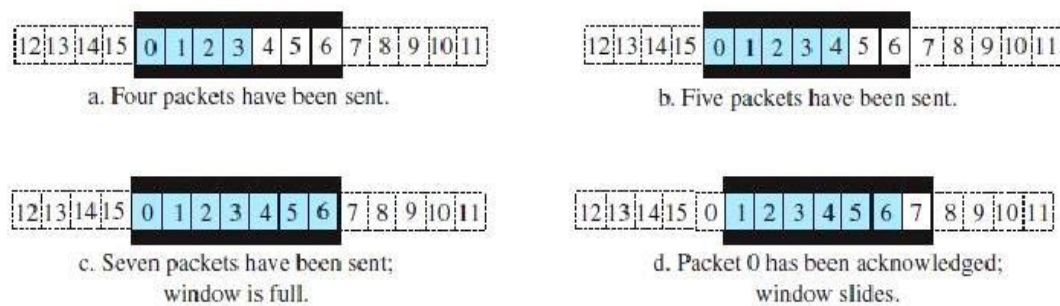 12 13 14 15 0 1 2 3 4 5 6 7 8 9 10 11
a. Four packets have been sent.
12 13 14 15 0 1 2 3 4 5 6 7 8 9 10 11
b. Five packets have been sent.
12 13 14 15 0 1 2 3 4 5 6 7 8 9 10 11
c. Seven packets have been sent;
window is full.
12 13 14 15 0 1 2 3 4 5 6 7 8 9 10 11
d. Packet 0 has been acknowledged;
window slides.